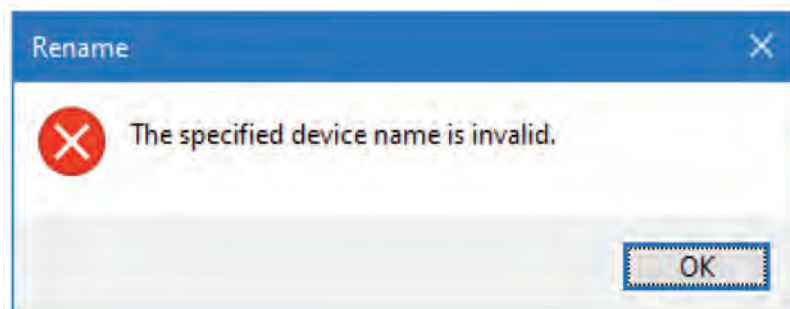 Rename
The specified device name is invalid.
OK